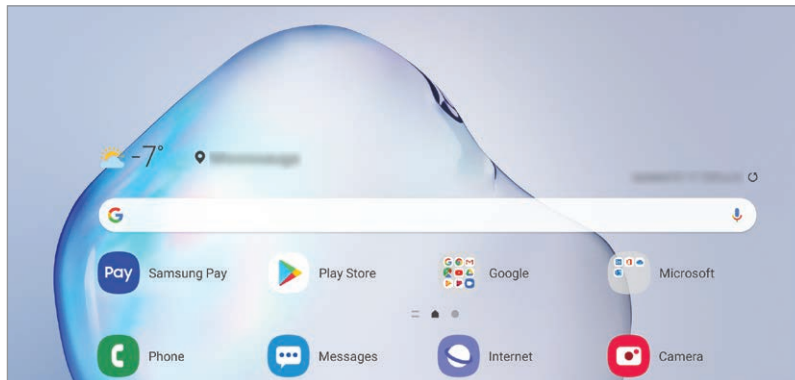 -7°
Pay Samsung Pay
Play Store
Google
Microsoft
Phone
Messages
Internet
Camera